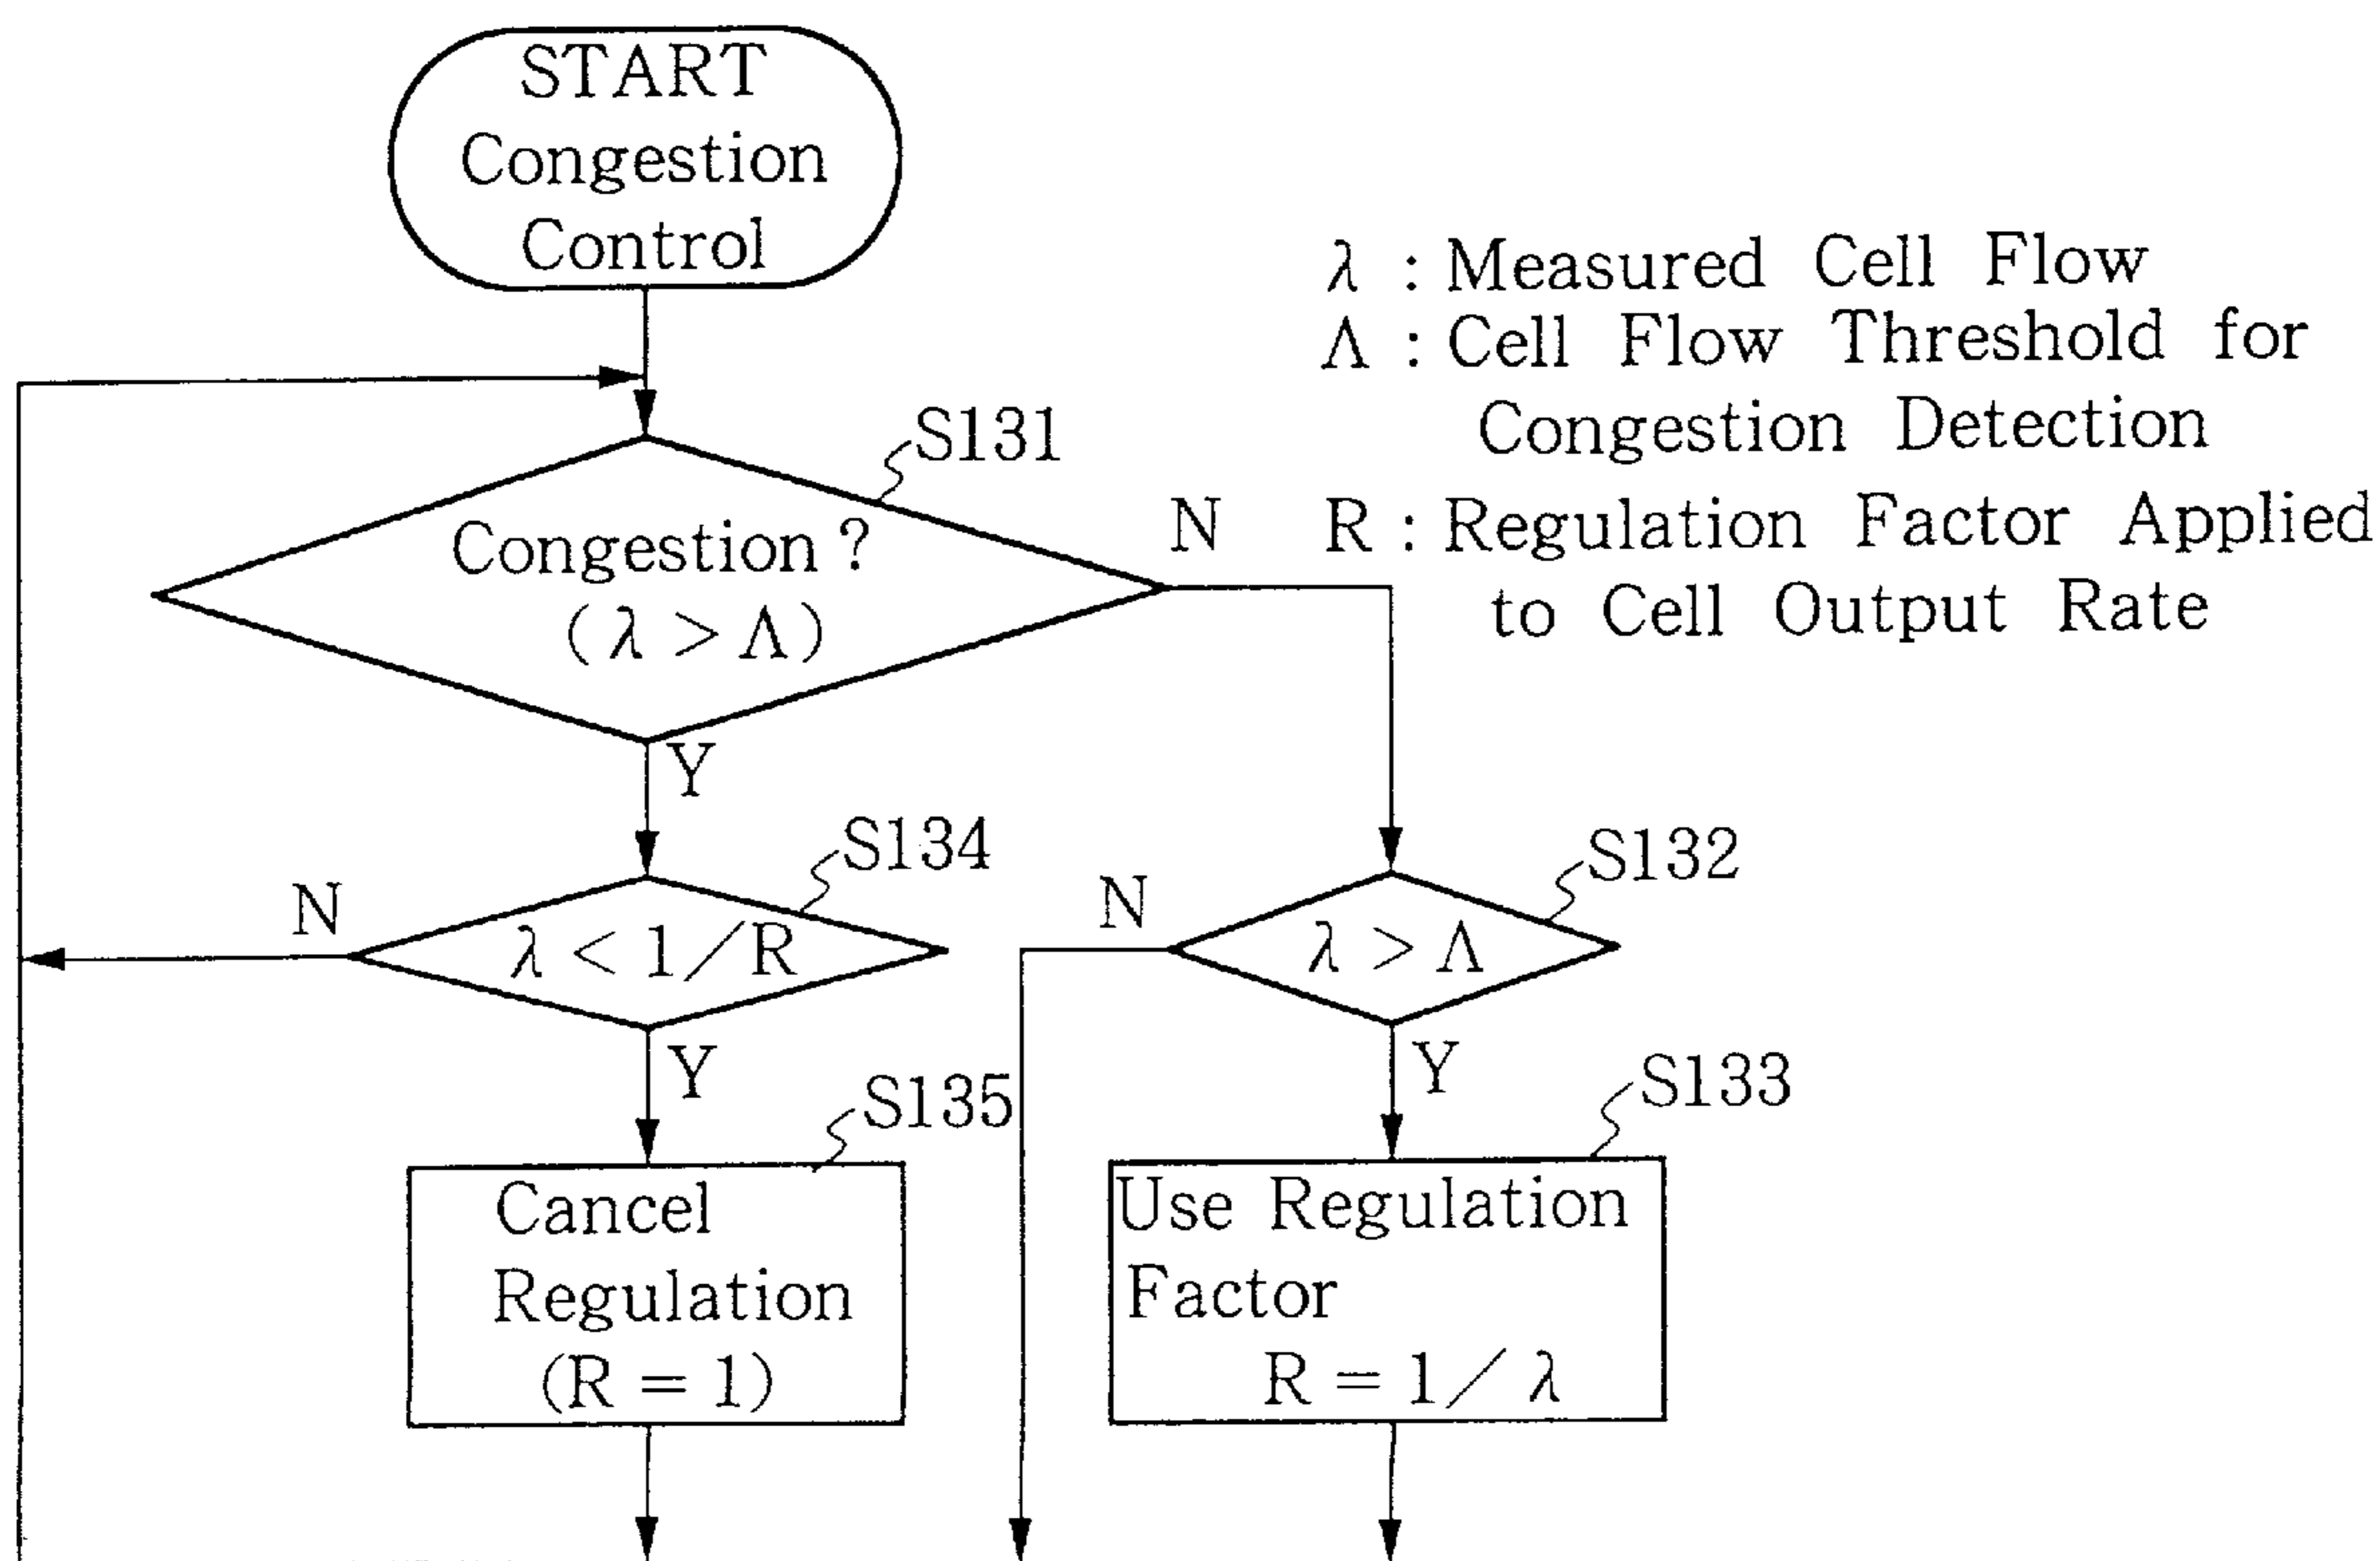 START
Congestion
Control
λ : Measured Cell Flow
Λ : Cell Flow Threshold for
Congestion Detection
R : Regulation Factor Applied
to Cell Output Rate
S131
Congestion ?
(λ > Λ)
N
Y
S134
N
λ < 1/R
Y
S132
N
λ > Λ
Y
S135
Cancel
Regulation
(R = 1)
S133
Use Regulation
Factor
R = 1/λ